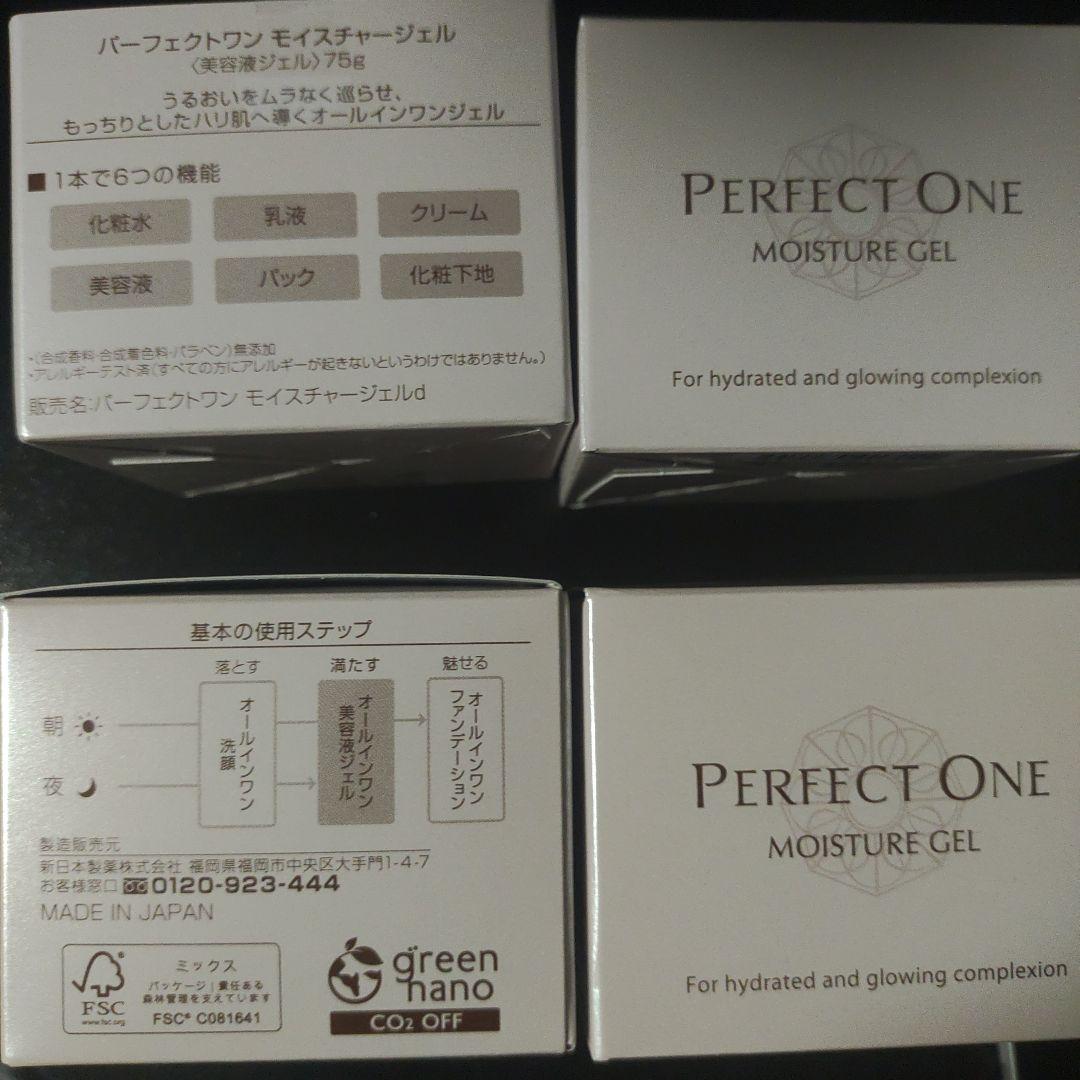 パーフェクトワン モイスチャージェル
〈美容液ジェル〉75g
うるおいをムラなく巡らせ、
もっちりとしたハリ肌へ導くオールインワンジェル
■ 1本で6つの機能
化粧水 乳液 クリーム
美容液 パック 化粧下地
・(合成香料・合成着色料・パラベン)無添加
・アレルギーテスト済(すべての方にアレルギーが起きないというわけではありません。)
販売名:パーフェクトワン モイスチャージェルd
PERFECT ONE
MOISTURE GEL
For hydrated and glowing complexion
基本の使用ステップ
落とす 満たす 魅せる
朝
夜
オールインワン
洗顔
オールインワン
美容液ジェル
オールインワン
ファンデーション
製造販売元
新日本製薬株式会社 福岡県福岡市中央区大手門1-4-7
お客様窓口 0120-923-444
MADE IN JAPAN
FSC
www.fsc.org
ミックス
パッケージ|責任ある
森林管理を支えています
FSC® C081641
green
nano
CO2 OFF
PERFECT ONE
MOISTURE GEL
For hydrated and glowing complexion